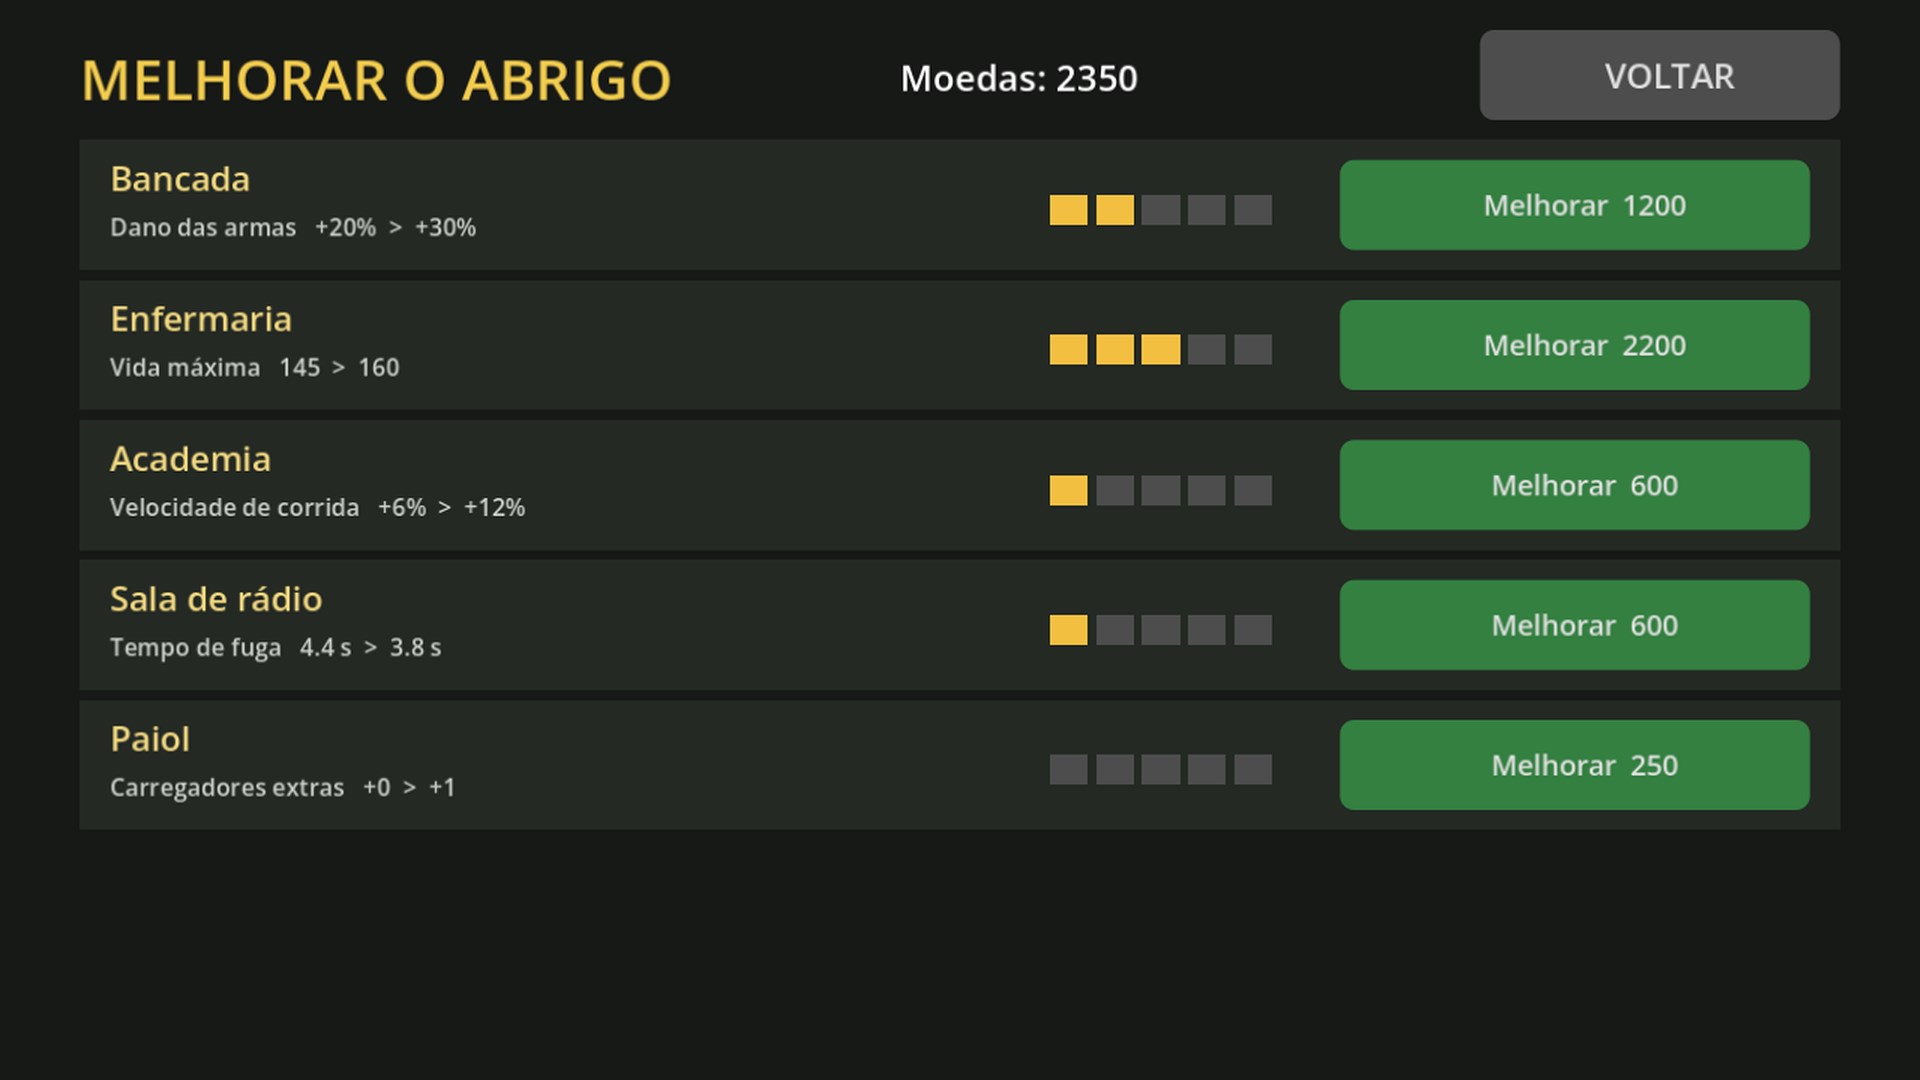 MELHORAR O ABRIGO
Moedas: 2350
VOLTAR
Bancada
Dano das armas +20% > +30%
Melhorar 1200
Enfermaria
Vida máxima 145 > 160
Melhorar 2200
Academia
Velocidade de corrida +6% > +12%
Melhorar 600
Sala de rádio
Tempo de fuga 4.4 s > 3.8 s
Melhorar 600
Paiol
Carregadores extras +0 > +1
Melhorar 250